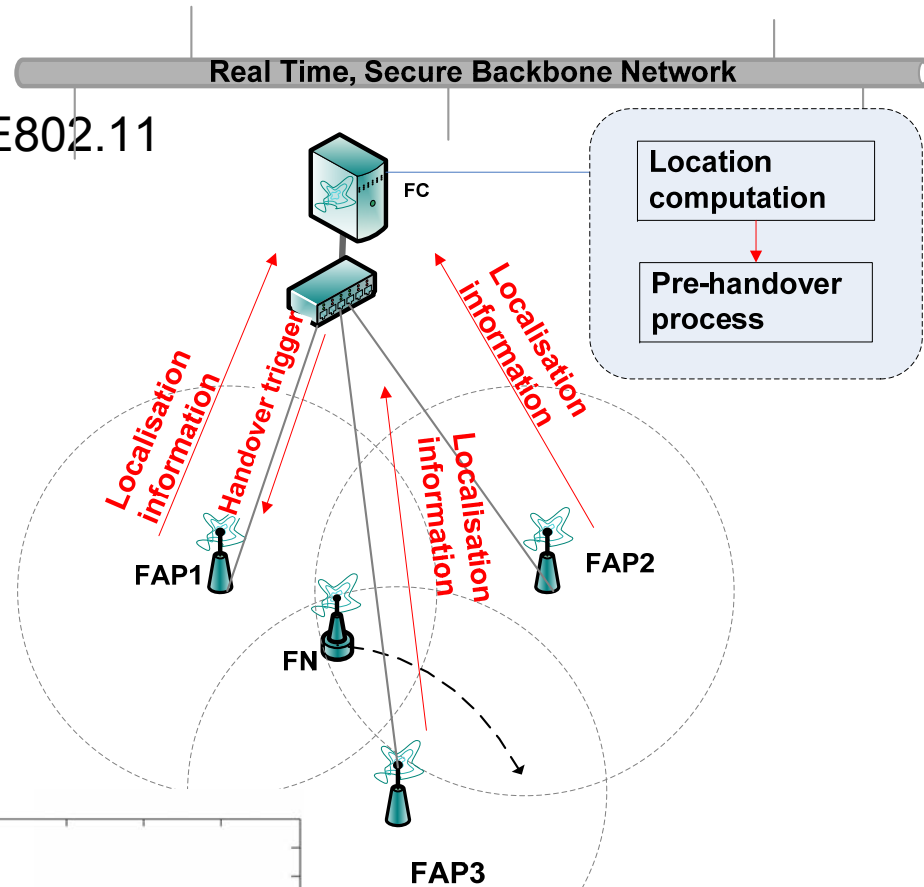 Real Time, Secure Backbone Network
E802.11
FC
Location
computation
Pre-handover
process
Localisation
information
Handover trigger
Localisation
information
Localisation
information
FAP1
FAP2
FN
FAP3